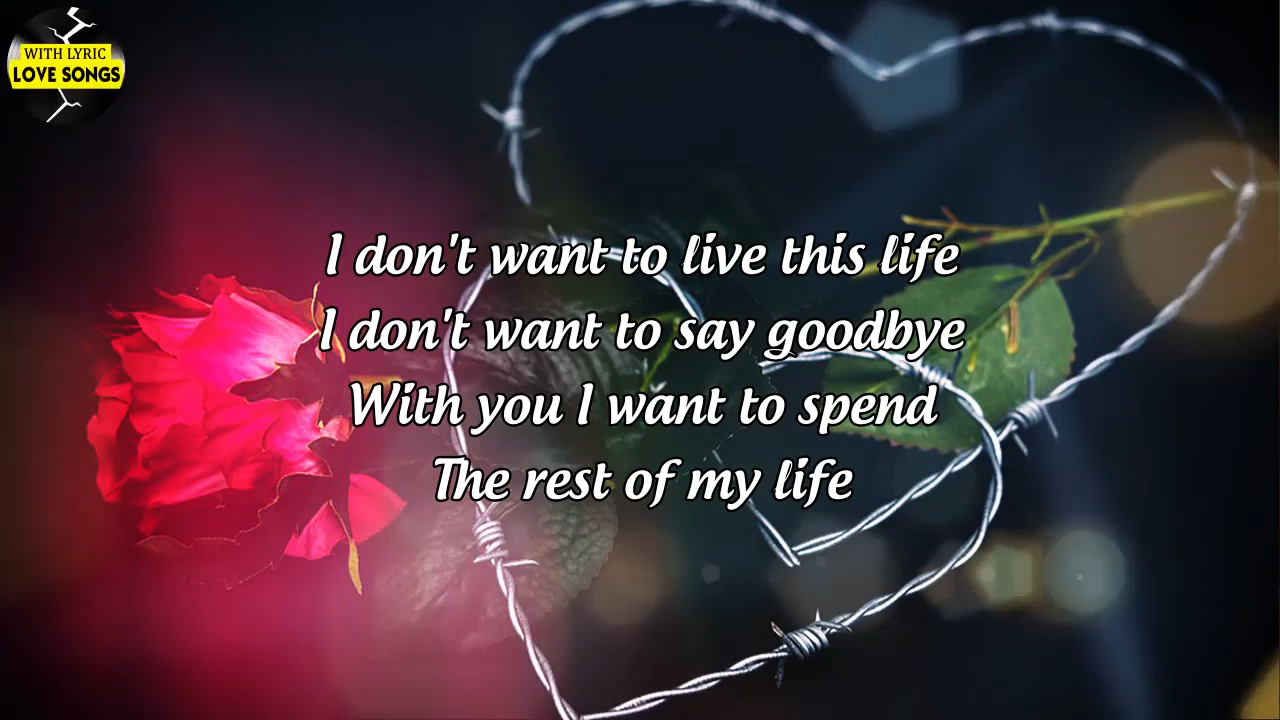 WITH LYRIC
LOVE SONGS
I don't want to live this life
I don't want to say goodbye
With you I want to spend
The rest of my life